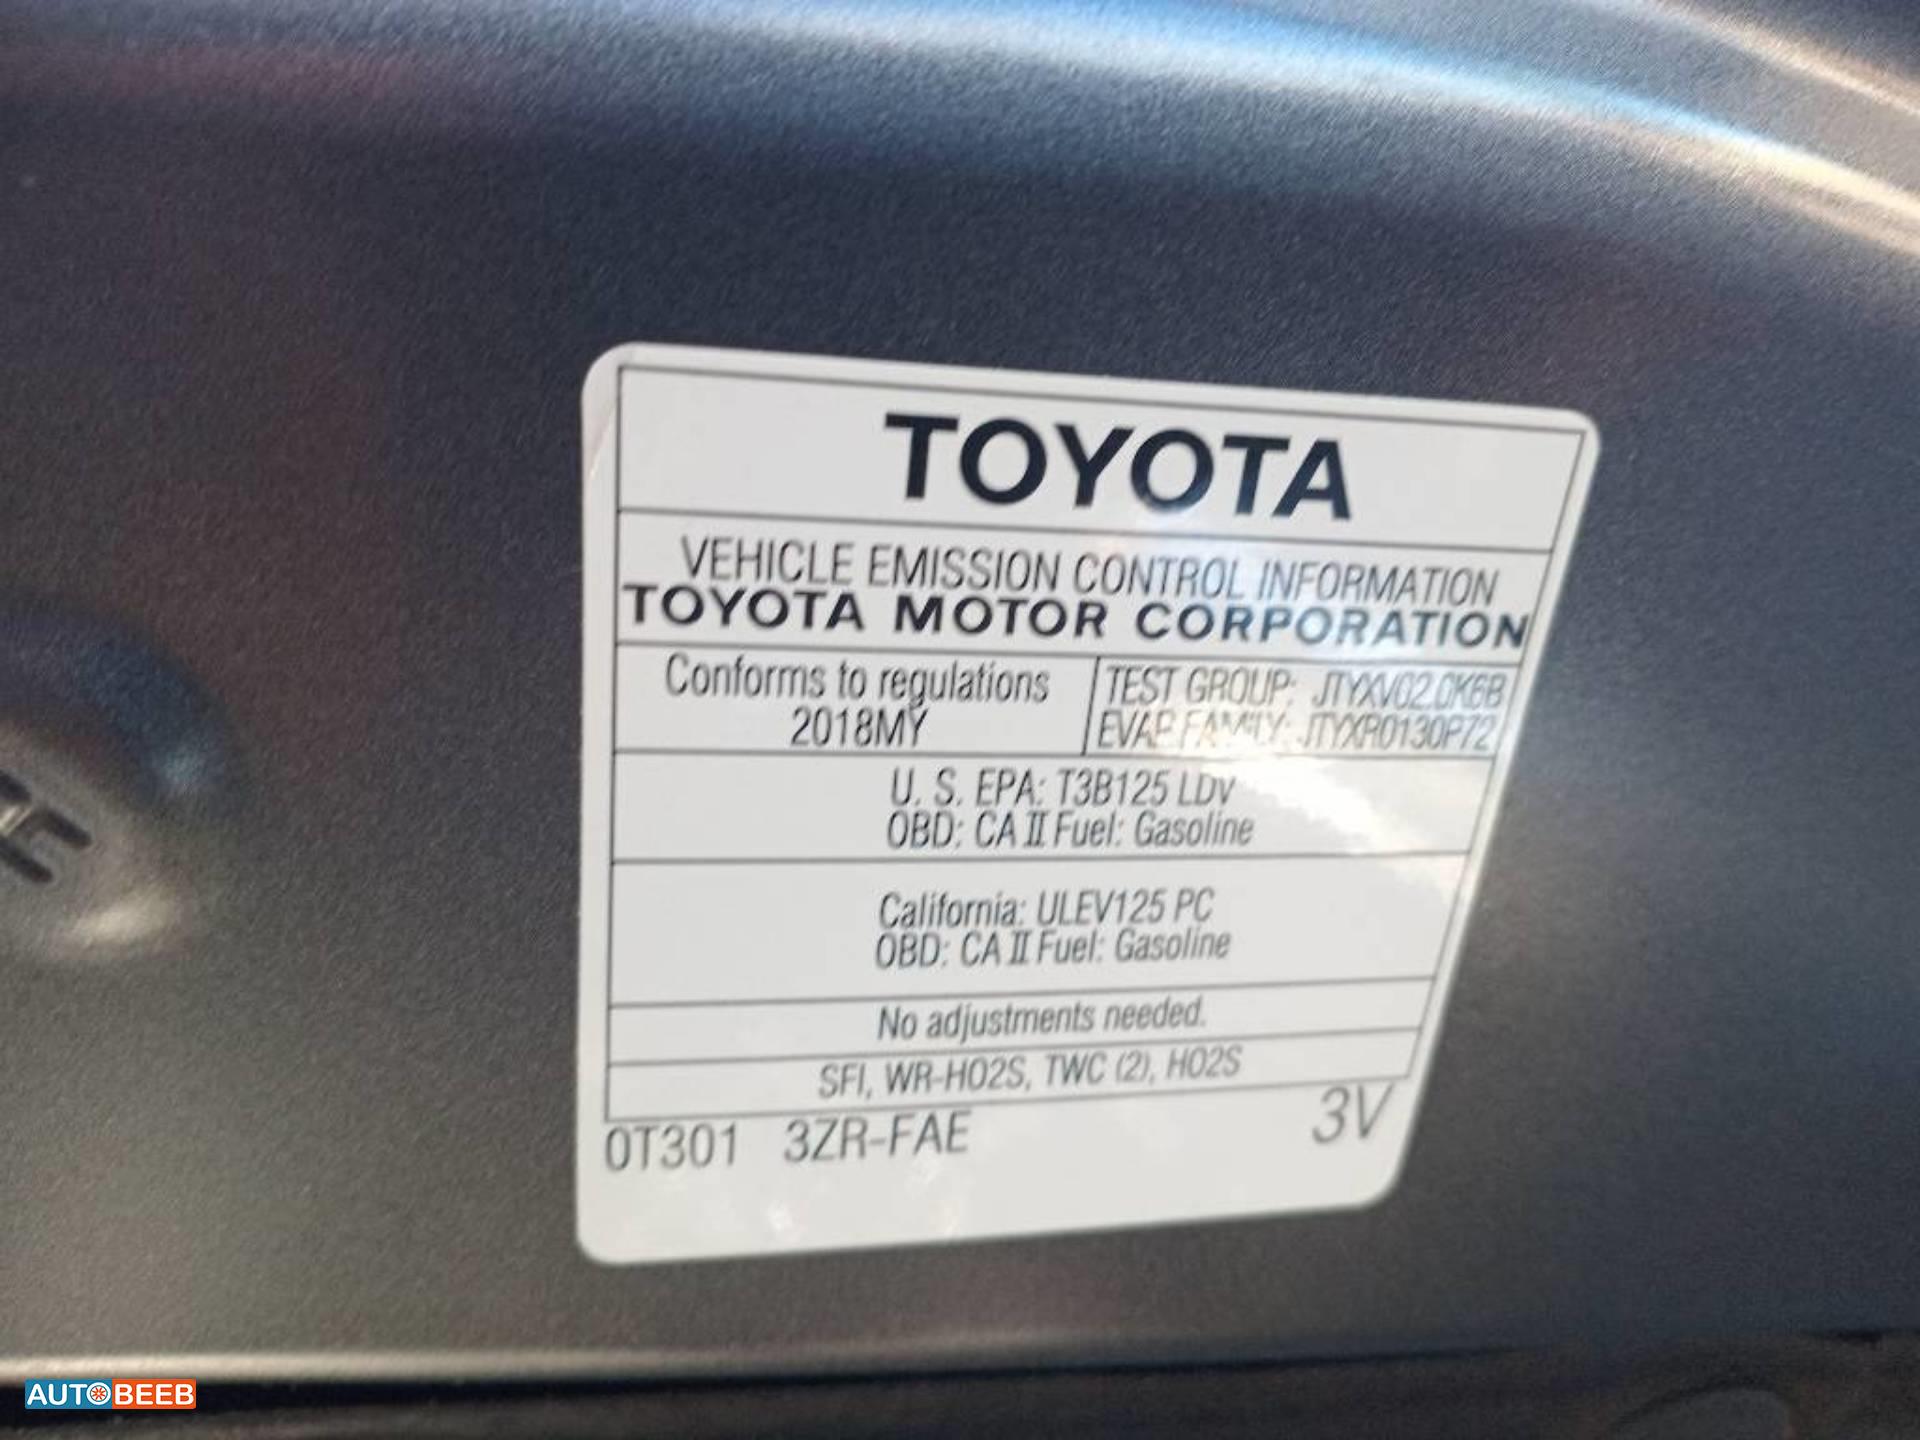 TOYOTA
VEHICLE EMISSION CONTROL INFORMATION
TOYOTA MOTOR CORPORATION
Conforms to regulations
2018MY
TEST GROUP: JTYXV02.0K6B
EVAP FAMILY: JTYXR0130P72
U. S. EPA: T3B125 LDV
OBD: CA II Fuel: Gasoline
California: ULEV125 PC
OBD: CA II Fuel: Gasoline
No adjustments needed.
SFI, WR-HO2S, TWC (2), HO2S
0T301 3ZR-FAE 3V
AUTOBEEB